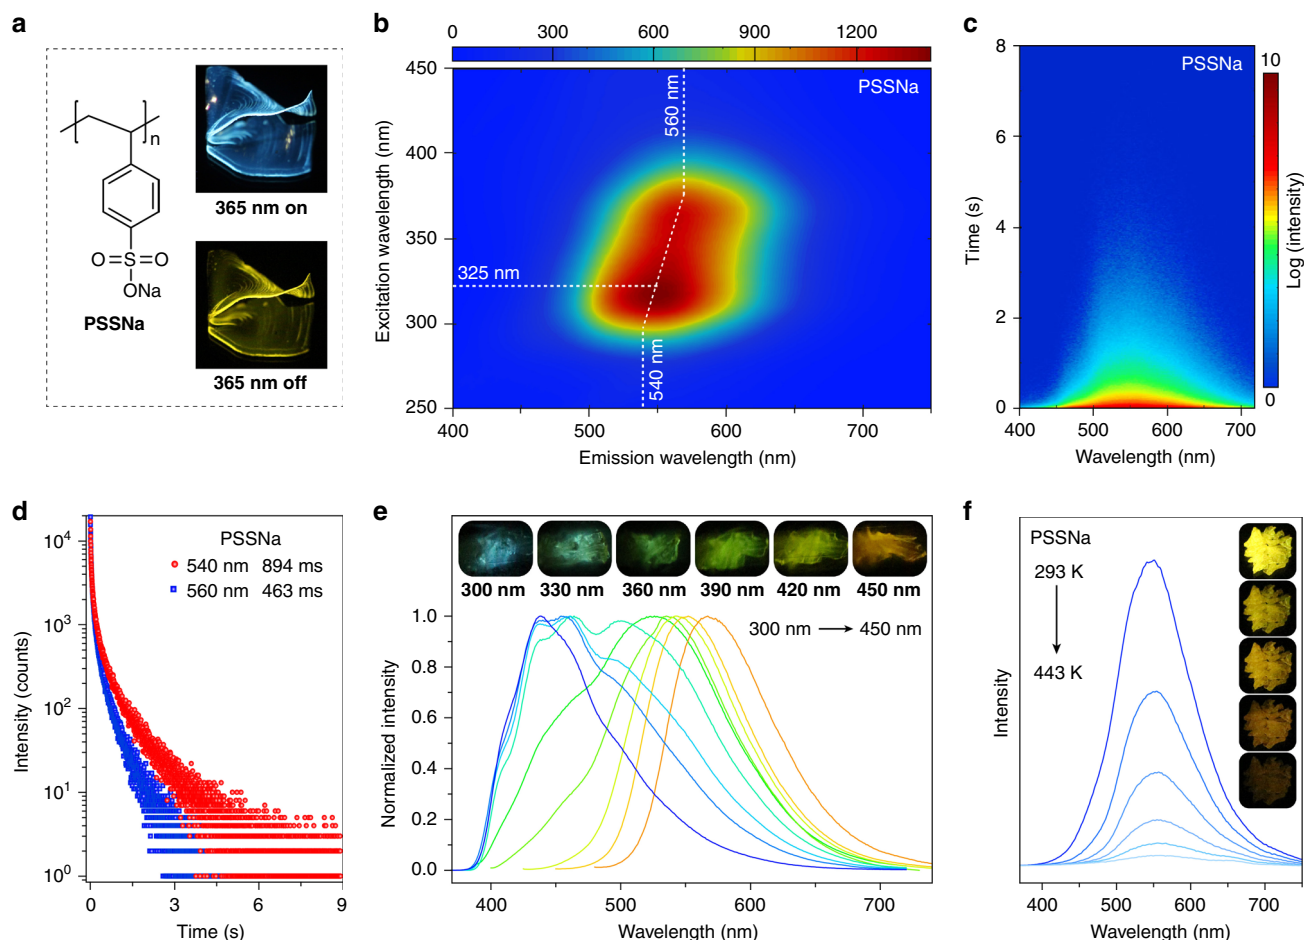 a
n
O
S
O
ONa
PSSNa
365 nm on
365 nm off
b
0 300 600 900 1200
PSSNa
560 nm
325 nm
540 nm
450
400
350
300
250
400 500 600 700
Excitation wavelength (nm)
Emission wavelength (nm)
c
PSSNa
8
6
4
2
0
400 500 600 700
Time (s)
Wavelength (nm)
10
0
Log (intensity)
d
PSSNa
540 nm 894 ms
560 nm 463 ms
10⁴
10³
10²
10¹
10⁰
0 3 6 9
Intensity (counts)
Time (s)
e
300 nm 330 nm 360 nm 390 nm 420 nm 450 nm
300 nm → 450 nm
1.0
0.8
0.6
0.4
0.2
0.0
400 500 600 700
Normalized intensity
Wavelength (nm)
f
PSSNa
293 K
443 K
Intensity
400 500 600 700
Wavelength (nm)